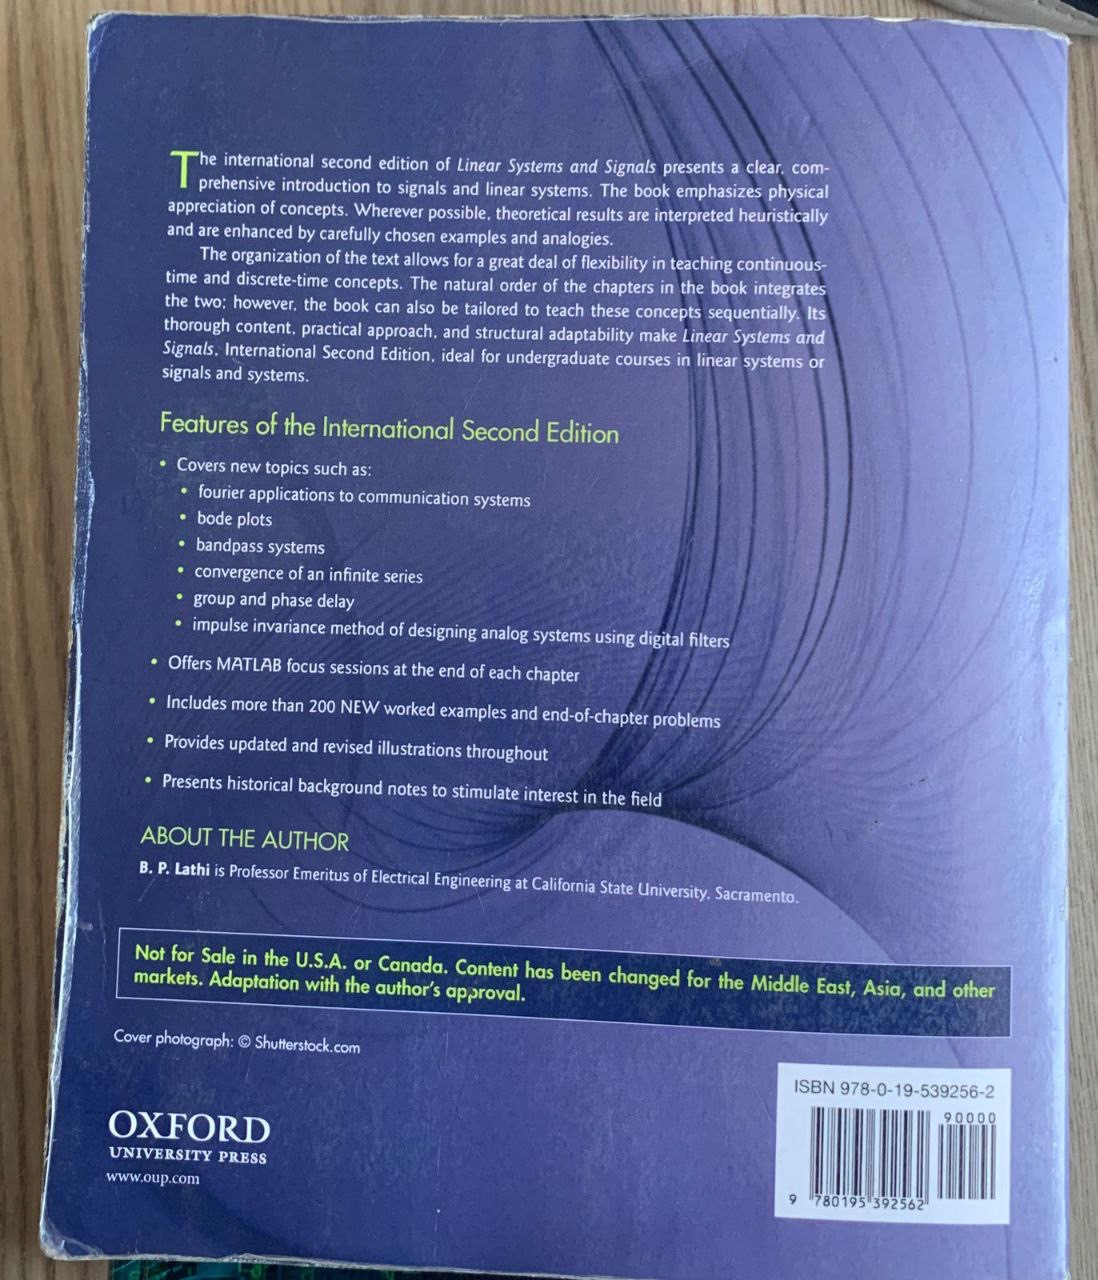 The international second edition of Linear Systems and Signals presents a clear, com-
prehensive introduction to signals and linear systems. The book emphasizes physical
appreciation of concepts. Wherever possible, theoretical results are interpreted heuristically
and are enhanced by carefully chosen examples and analogies.
The organization of the text allows for a great deal of flexibility in teaching continuous-
time and discrete-time concepts. The natural order of the chapters in the book integrates
the two; however, the book can also be tailored to teach these concepts sequentially. Its
thorough content, practical approach, and structural adaptability make Linear Systems and
Signals, International Second Edition, ideal for undergraduate courses in linear systems or
signals and systems.
Features of the International Second Edition
• Covers new topics such as:
• fourier applications to communication systems
• bode plots
• bandpass systems
• convergence of an infinite series
• group and phase delay
• impulse invariance method of designing analog systems using digital filters
• Offers MATLAB focus sessions at the end of each chapter
• Includes more than 200 NEW worked examples and end-of-chapter problems
• Provides updated and revised illustrations throughout
• Presents historical background notes to stimulate interest in the field
ABOUT THE AUTHOR
B. P. Lathi is Professor Emeritus of Electrical Engineering at California State University, Sacramento.
Not for Sale in the U.S.A. or Canada. Content has been changed for the Middle East, Asia, and other
markets. Adaptation with the author's approval.
Cover photograph: © Shutterstock.com
OXFORD
UNIVERSITY PRESS
www.oup.com
ISBN 978-0-19-539256-2
90000
9 780195 392562